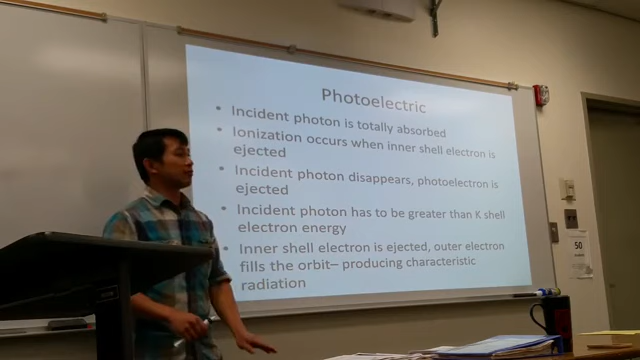 Photoelectric
• Incident photon is totally absorbed
• Ionization occurs when inner shell electron is
ejected
• Incident photon disappears, photoelectron is
ejected
• Incident photon has to be greater than K shell
electron energy
• Inner shell electron is ejected, outer electron
fills the orbit– producing characteristic
radiation
50